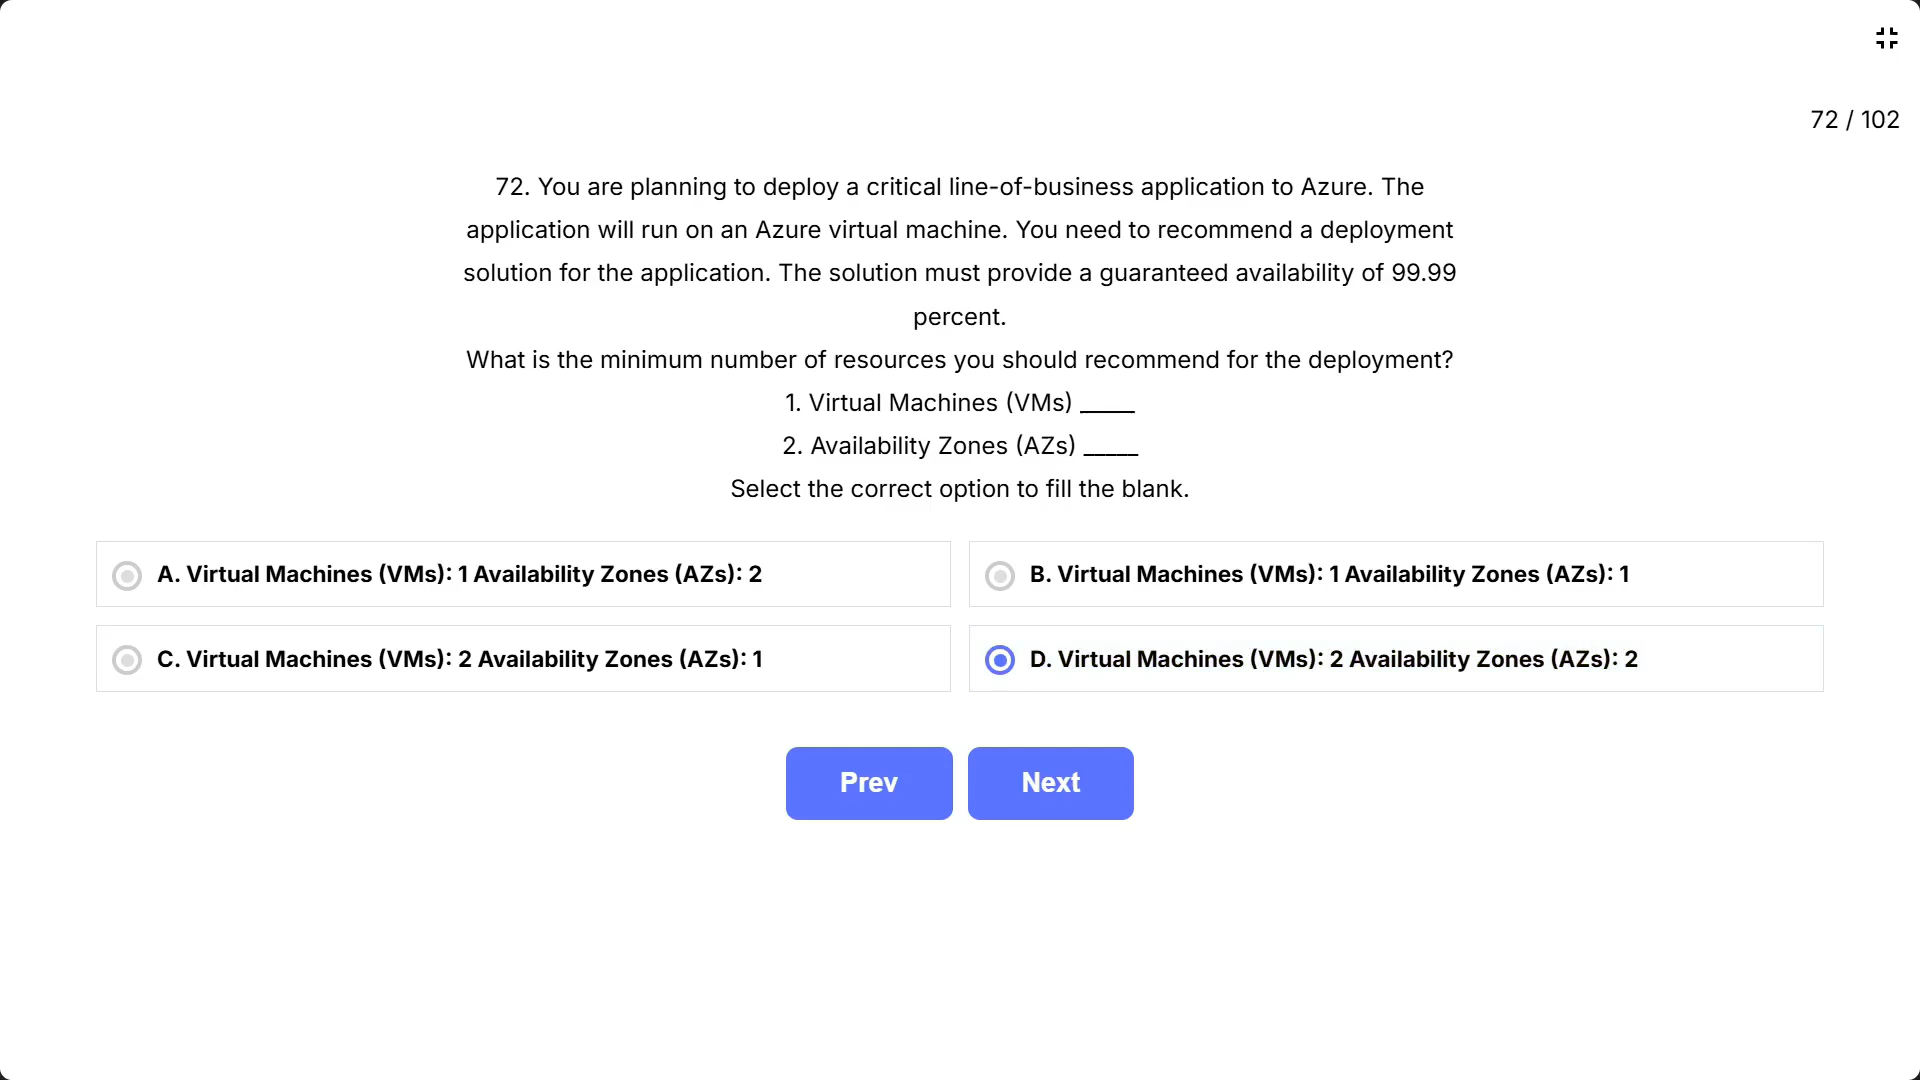 72 / 102
72. You are planning to deploy a critical line-of-business application to Azure. The
application will run on an Azure virtual machine. You need to recommend a deployment
solution for the application. The solution must provide a guaranteed availability of 99.99
percent.
What is the minimum number of resources you should recommend for the deployment?
1. Virtual Machines (VMs) _____
2. Availability Zones (AZs) _____
Select the correct option to fill the blank.
A. Virtual Machines (VMs): 1 Availability Zones (AZs): 2
B. Virtual Machines (VMs): 1 Availability Zones (AZs): 1
C. Virtual Machines (VMs): 2 Availability Zones (AZs): 1
D. Virtual Machines (VMs): 2 Availability Zones (AZs): 2
Prev
Next